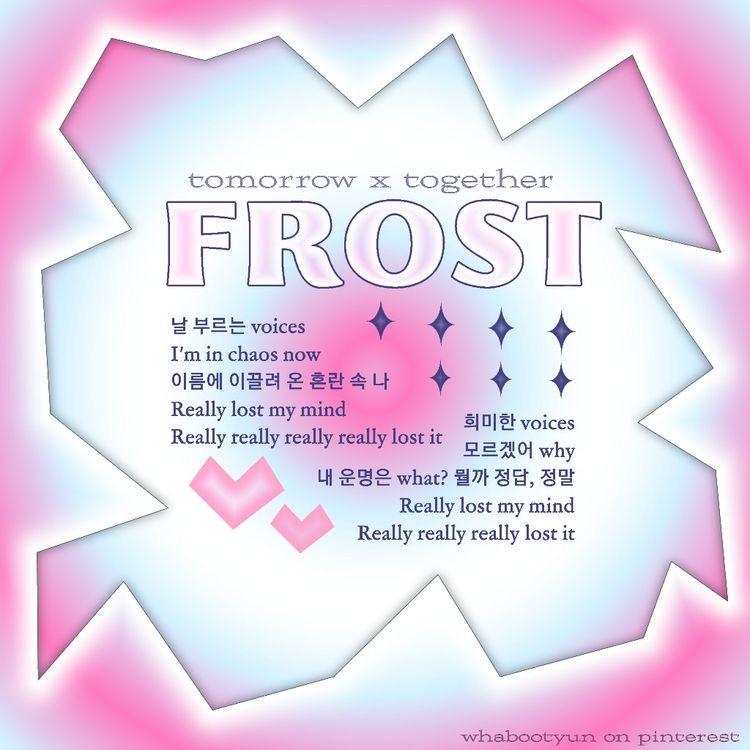 tomorrow x together
FROST
날 부르는 voices
I'm in chaos now
이름에 이끌려 온 혼란 속 나
Really lost my mind
Really really really really lost it
희미한 voices
모르겠어 why
내 운명은 what? 뭘까 정답, 정말
Really lost my mind
Really really really lost it
whabootyun on pinterest